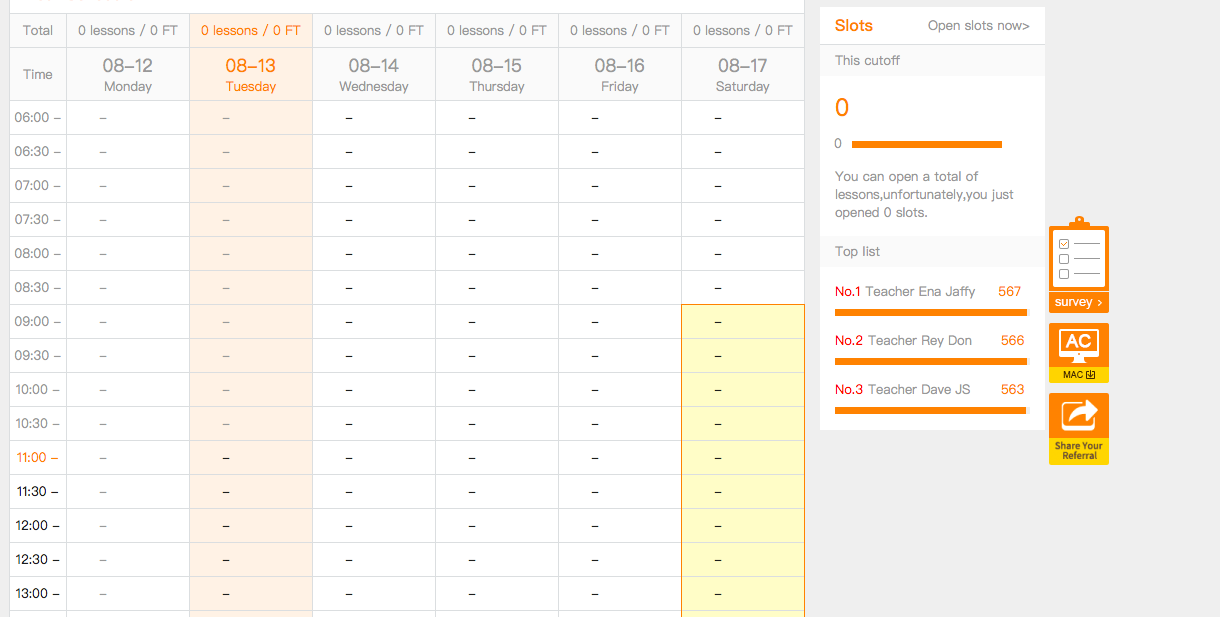 Total 0 lessons / 0 FT 0 lessons / 0 FT 0 lessons / 0 FT 0 lessons / 0 FT 0 lessons / 0 FT 0 lessons / 0 FT
Time 08-12 08-13 08-14 08-15 08-16 08-17
Monday Tuesday Wednesday Thursday Friday Saturday
06:00 – – – – – – –
06:30 – – – – – – –
07:00 – – – – – – –
07:30 – – – – – – –
08:00 – – – – – – –
08:30 – – – – – – –
09:00 – – – – – – –
09:30 – – – – – – –
10:00 – – – – – – –
10:30 – – – – – – –
11:00 – – – – – – –
11:30 – – – – – – –
12:00 – – – – – – –
12:30 – – – – – – –
13:00 – – – – – – –
Slots Open slots now>
This cutoff
0
0
You can open a total of
lessons,unfortunately,you just
opened 0 slots.
Top list
No.1 Teacher Ena Jaffy 567
No.2 Teacher Rey Don 566
No.3 Teacher Dave JS 563
survey >
AC
MAC
Share Your
Referral